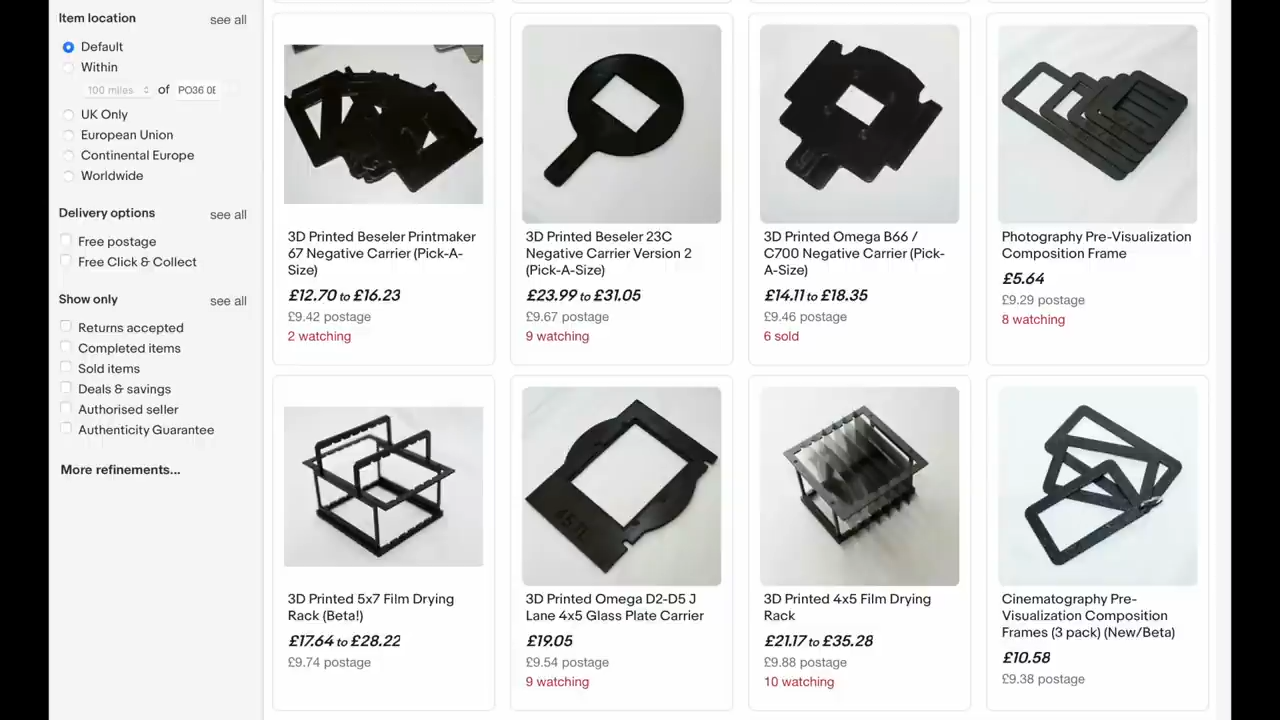 Item location
see all
Default
Within
100 miles
of
PO36 0E
UK Only
European Union
Continental Europe
Worldwide
Delivery options
see all
Free postage
Free Click & Collect
Show only
see all
Returns accepted
Completed items
Sold items
Deals & savings
Authorised seller
Authenticity Guarantee
More refinements...
3D Printed Beseler Printmaker
67 Negative Carrier (Pick-A-
Size)
£12.70 to £16.23
£9.42 postage
2 watching
3D Printed Beseler 23C
Negative Carrier Version 2
(Pick-A-Size)
£23.99 to £31.05
£9.67 postage
9 watching
3D Printed Omega B66 /
C700 Negative Carrier (Pick-
A-Size)
£14.11 to £18.35
£9.46 postage
6 sold
Photography Pre-Visualization
Composition Frame
£5.64
£9.29 postage
8 watching
3D Printed 5x7 Film Drying
Rack (Beta!)
£17.64 to £28.22
£9.74 postage
3D Printed Omega D2-D5 J
Lane 4x5 Glass Plate Carrier
£19.05
£9.54 postage
9 watching
3D Printed 4x5 Film Drying
Rack
£21.17 to £35.28
£9.88 postage
10 watching
Cinematography Pre-
Visualization Composition
Frames (3 pack) (New/Beta)
£10.58
£9.38 postage